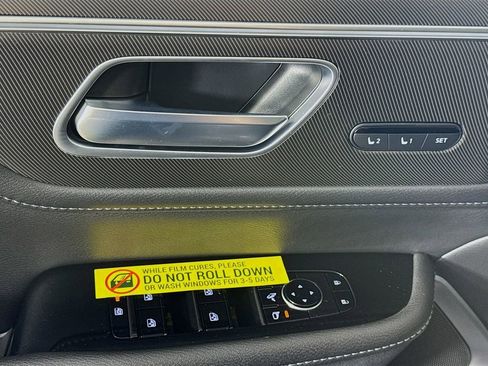 2 1 SET
WHILE FILM CURES, PLEASE
DO NOT ROLL DOWN
OR WASH WINDOWS FOR 3-5 DAYS